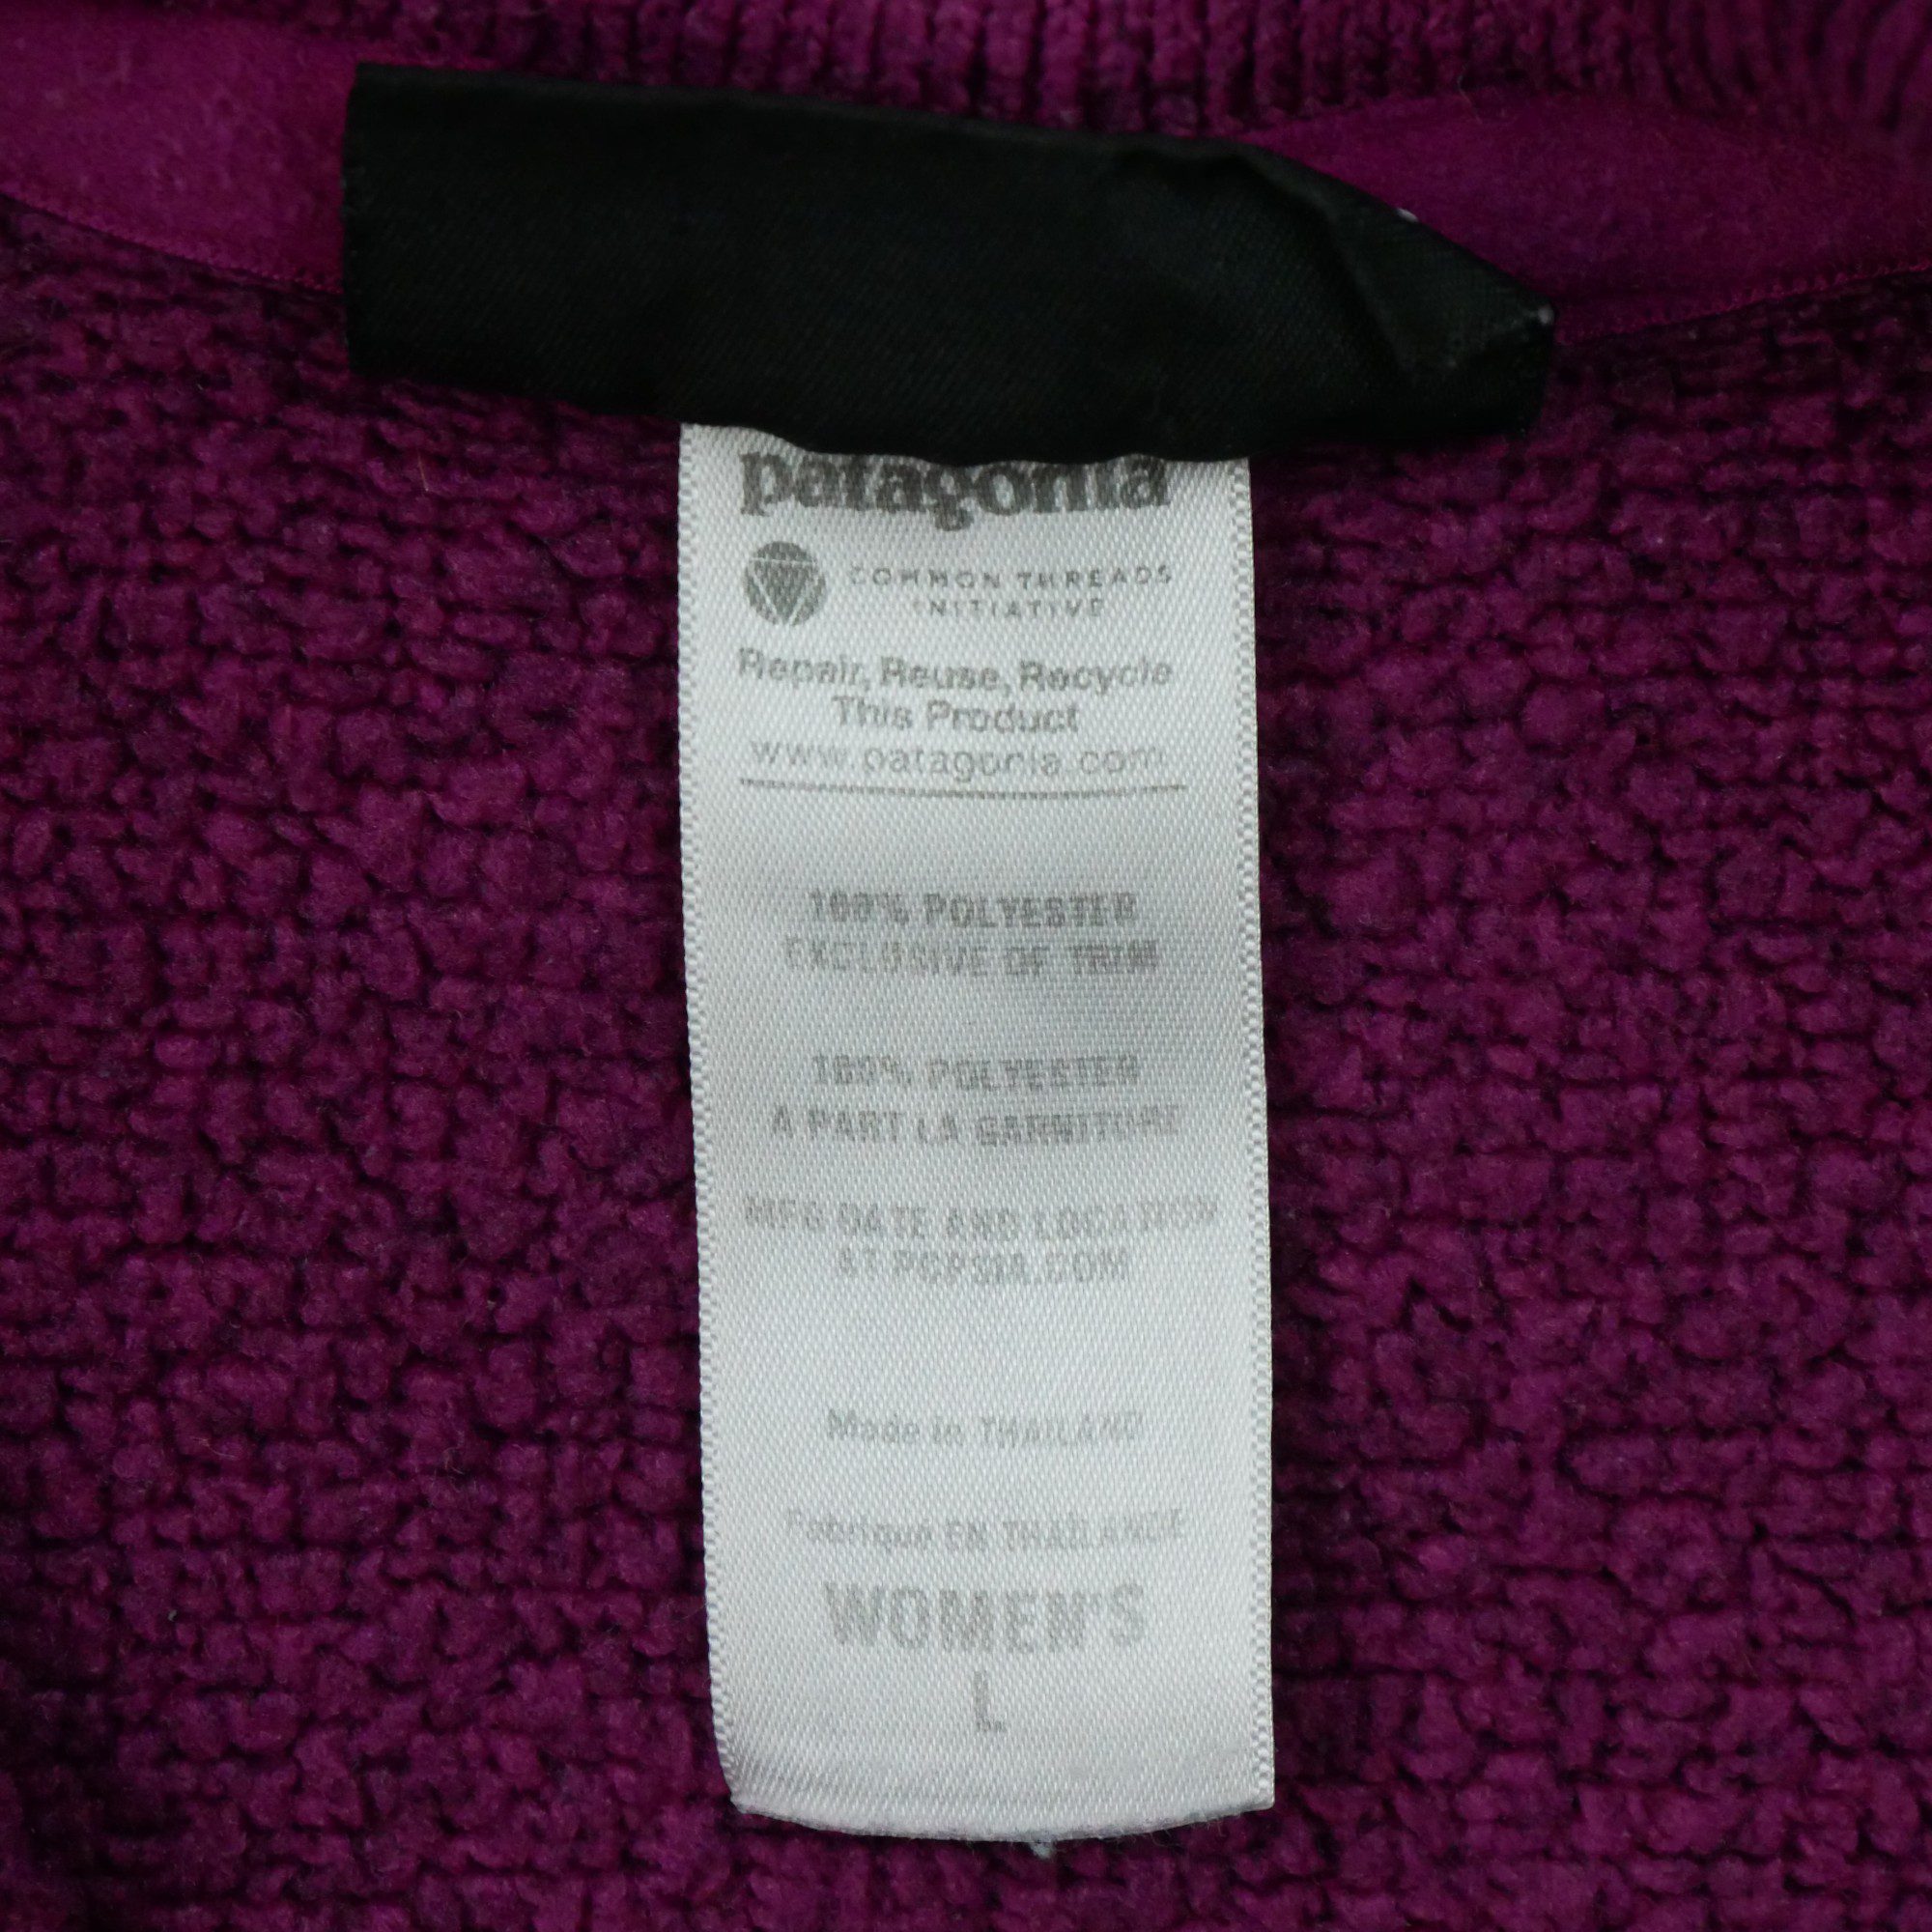 patagonia
COMMON THREADS
INITIATIVE
Repair, Reuse, Recycle
This Product
www.patagonia.com
100% POLYESTER
EXCLUSIVE OF TRIM
100% POLYESTER
A PART LA GARNITURE
MFG DATE AND LOCATION
AT PCPSIA.COM
Made in THAILAND
Fabriqué EN THAILANDE
WOMEN'S
L